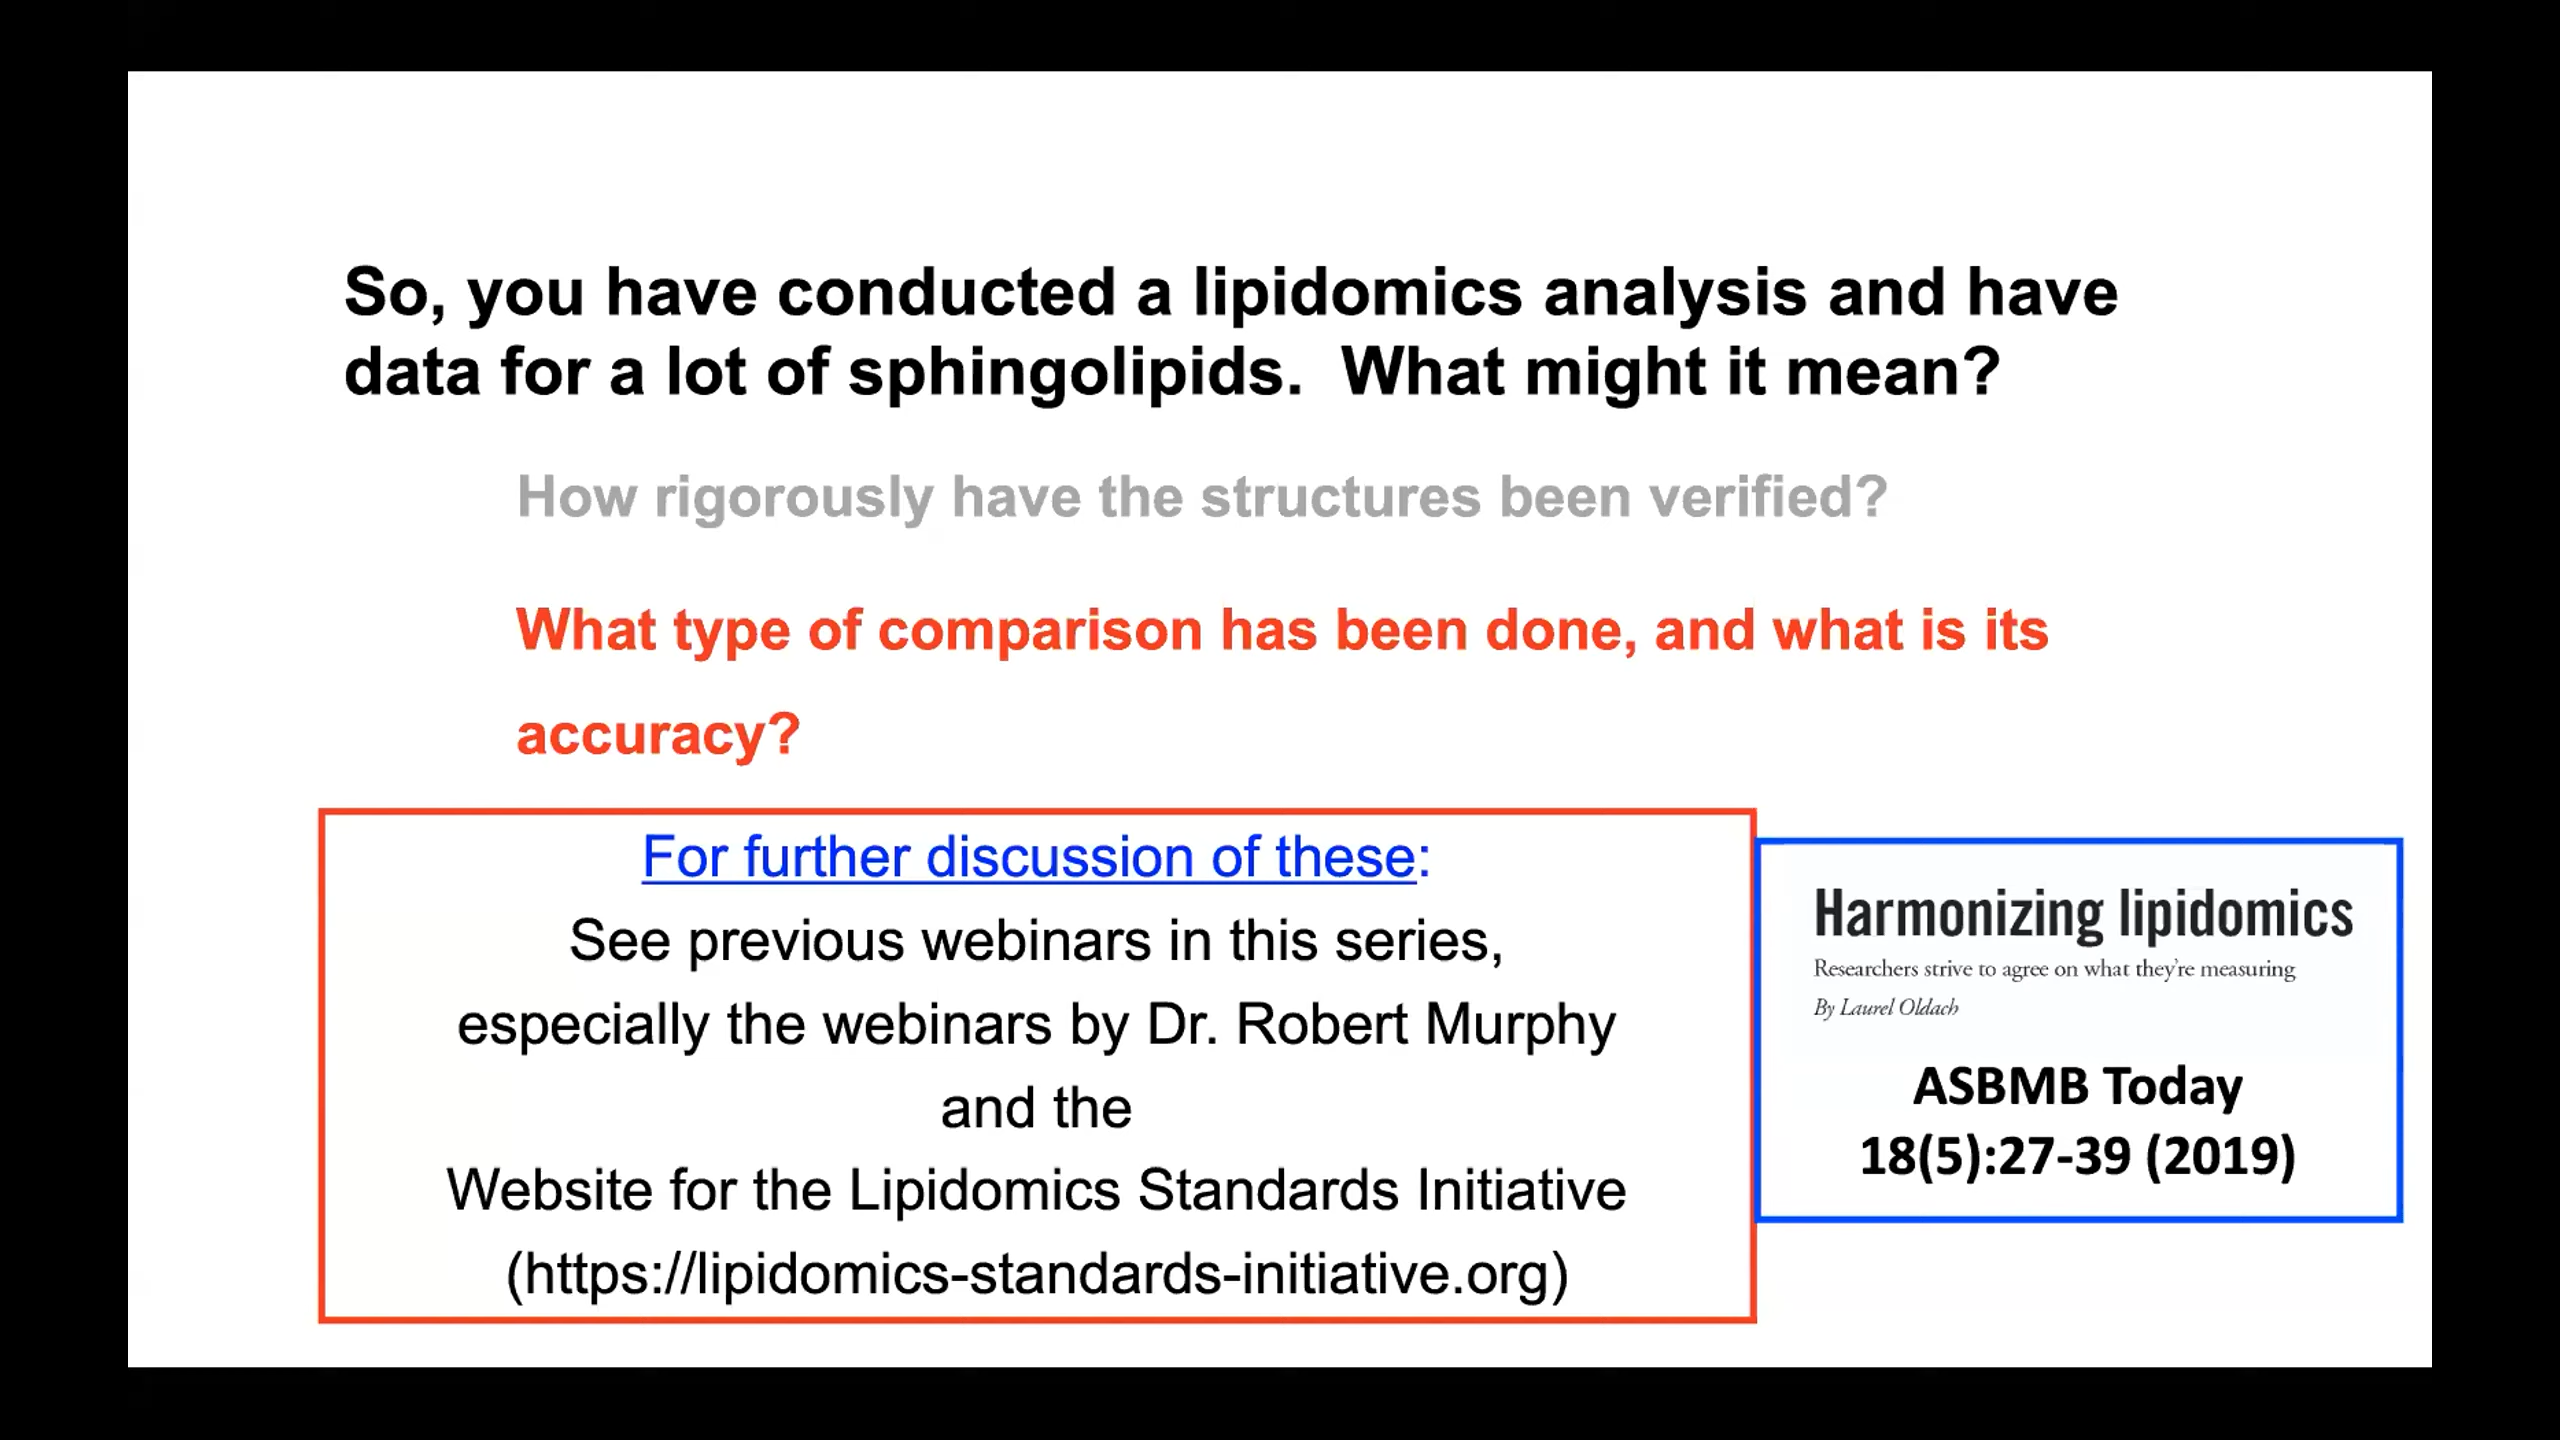 So, you have conducted a lipidomics analysis and have
data for a lot of sphingolipids.  What might it mean?
How rigorously have the structures been verified?
What type of comparison has been done, and what is its
accuracy?
For further discussion of these:
See previous webinars in this series,
especially the webinars by Dr. Robert Murphy
and the
Website for the Lipidomics Standards Initiative
(https://lipidomics-standards-initiative.org)
Harmonizing lipidomics
Researchers strive to agree on what they're measuring
By Laurel Oldach
ASBMB Today
18(5):27-39 (2019)